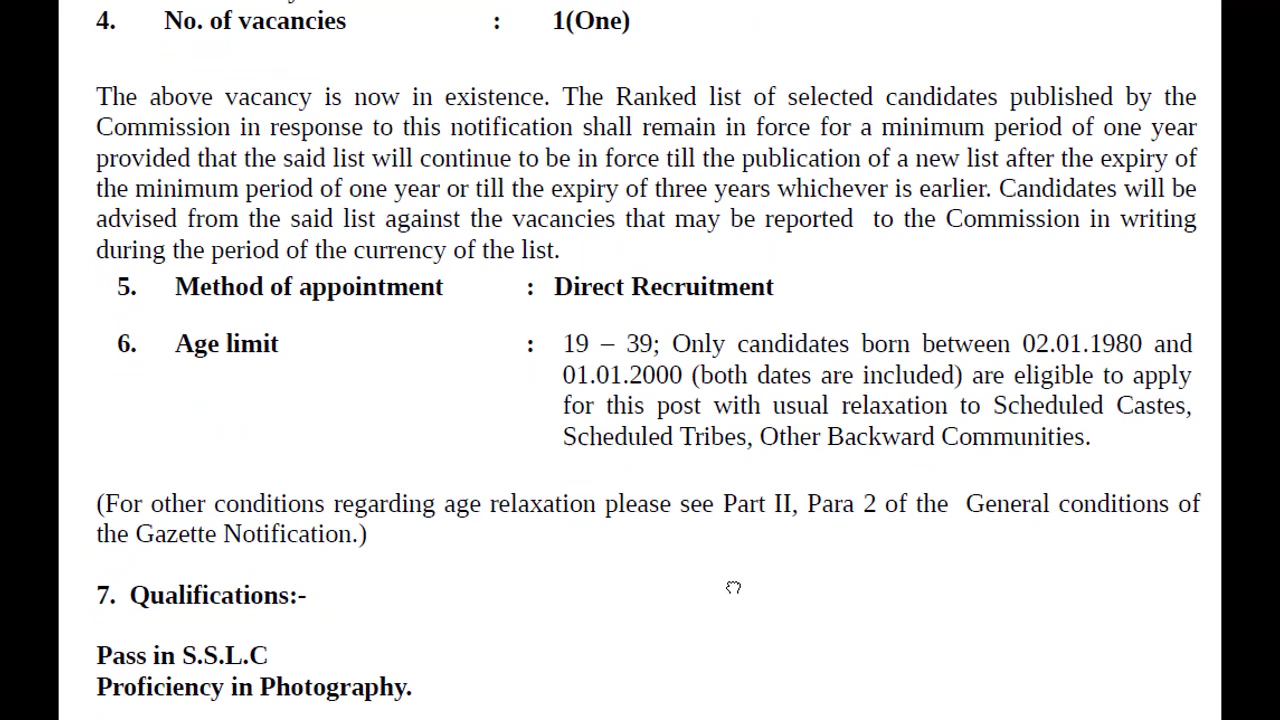 4. No. of vacancies : 1(One)
The above vacancy is now in existence. The Ranked list of selected candidates published by the
Commission in response to this notification shall remain in force for a minimum period of one year
provided that the said list will continue to be in force till the publication of a new list after the expiry of
the minimum period of one year or till the expiry of three years whichever is earlier. Candidates will be
advised from the said list against the vacancies that may be reported to the Commission in writing
during the period of the currency of the list.
5. Method of appointment : Direct Recruitment
6. Age limit : 19 – 39; Only candidates born between 02.01.1980 and
01.01.2000 (both dates are included) are eligible to apply
for this post with usual relaxation to Scheduled Castes,
Scheduled Tribes, Other Backward Communities.
(For other conditions regarding age relaxation please see Part II, Para 2 of the General conditions of
the Gazette Notification.)
7. Qualifications:-
Pass in S.S.L.C
Proficiency in Photography.